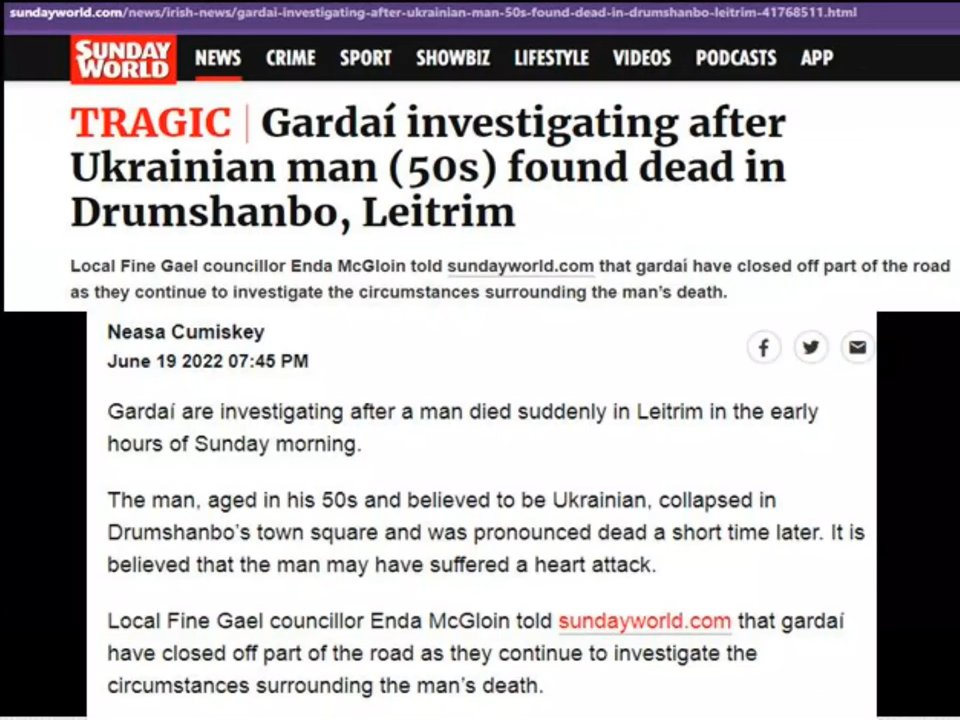 sundayworld.com/news/irish-news/gardai-investigating-after-ukrainian-man-50s-found-dead-in-drumshanbo-leitrim-41768511.html
SUNDAY
WORLD
NEWS CRIME SPORT SHOWBIZ LIFESTYLE VIDEOS PODCASTS APP
TRAGIC | Gardaí investigating after
Ukrainian man (50s) found dead in
Drumshanbo, Leitrim
Local Fine Gael councillor Enda McGloin told sundayworld.com that gardaí have closed off part of the road
as they continue to investigate the circumstances surrounding the man's death.
Neasa Cumiskey
June 19 2022 07:45 PM
Gardaí are investigating after a man died suddenly in Leitrim in the early
hours of Sunday morning.
The man, aged in his 50s and believed to be Ukrainian, collapsed in
Drumshanbo's town square and was pronounced dead a short time later. It is
believed that the man may have suffered a heart attack.
Local Fine Gael councillor Enda McGloin told sundayworld.com that gardaí
have closed off part of the road as they continue to investigate the
circumstances surrounding the man's death.